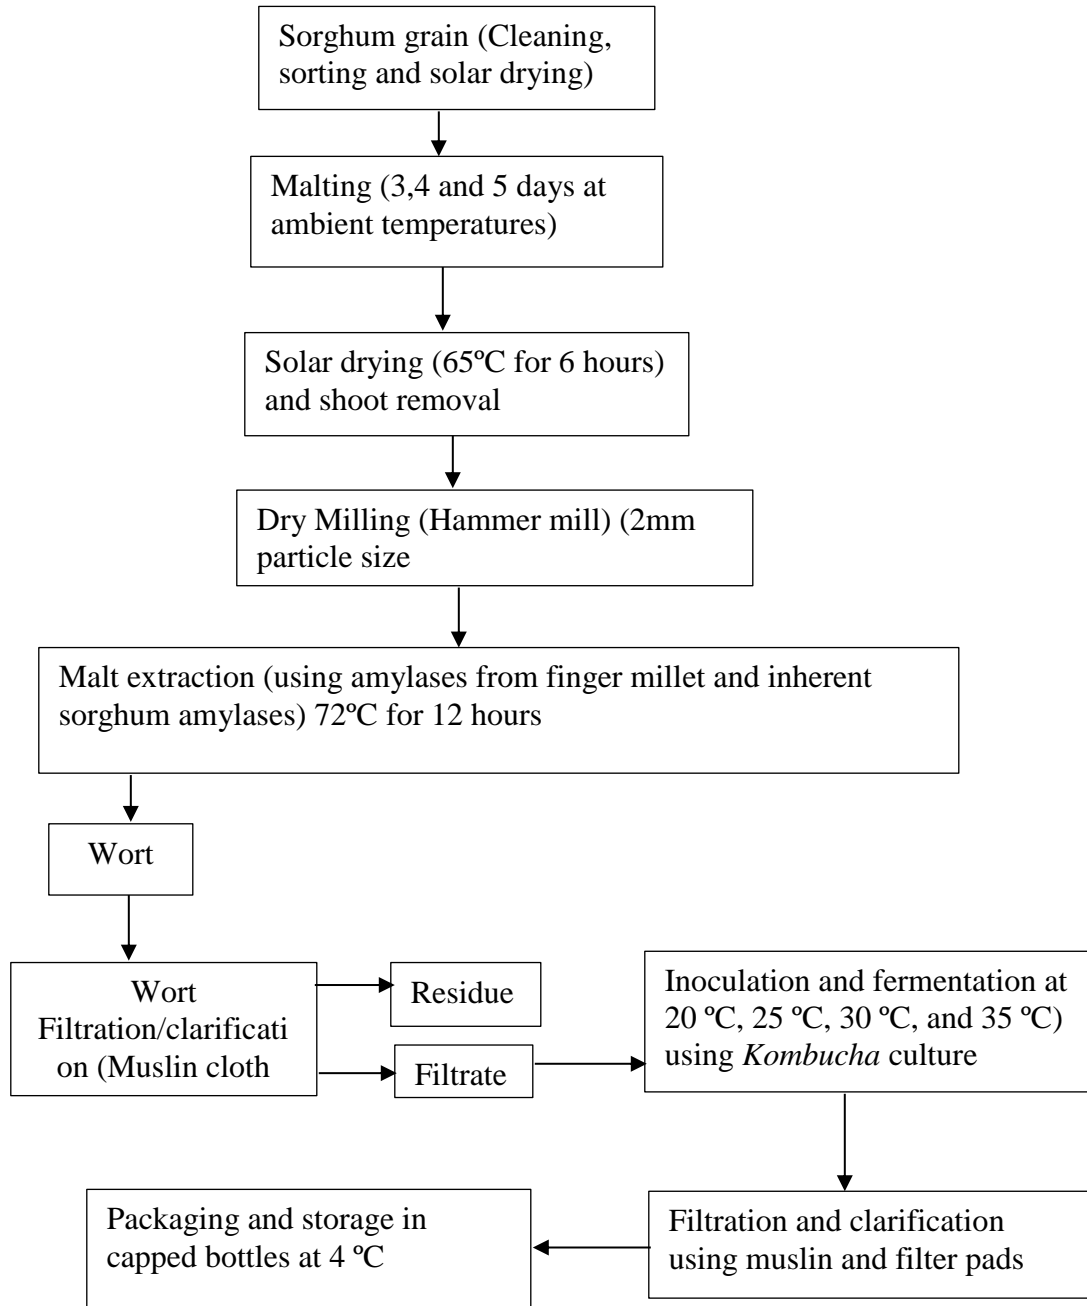 Sorghum grain (Cleaning,
sorting and solar drying)
Malting (3,4 and 5 days at
ambient temperatures)
Solar drying (65ºC for 6 hours)
and shoot removal
Dry Milling (Hammer mill) (2mm
particle size
Malt extraction (using amylases from finger millet and inherent
sorghum amylases) 72ºC for 12 hours
Wort
Wort
Filtration/clarificati
on (Muslin cloth
Residue
Filtrate
Inoculation and fermentation at
20 ºC, 25 ºC, 30 ºC, and 35 ºC)
using Kombucha culture
Filtration and clarification
using muslin and filter pads
Packaging and storage in
capped bottles at 4 ºC